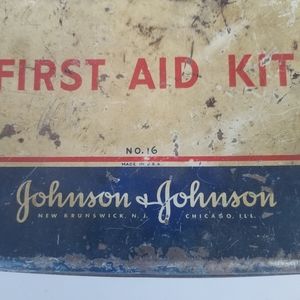 FIRST AID KIT
NO. 16
MADE IN U.S.A.
Johnson & Johnson
NEW BRUNSWICK, N. J. CHICAGO, ILL.